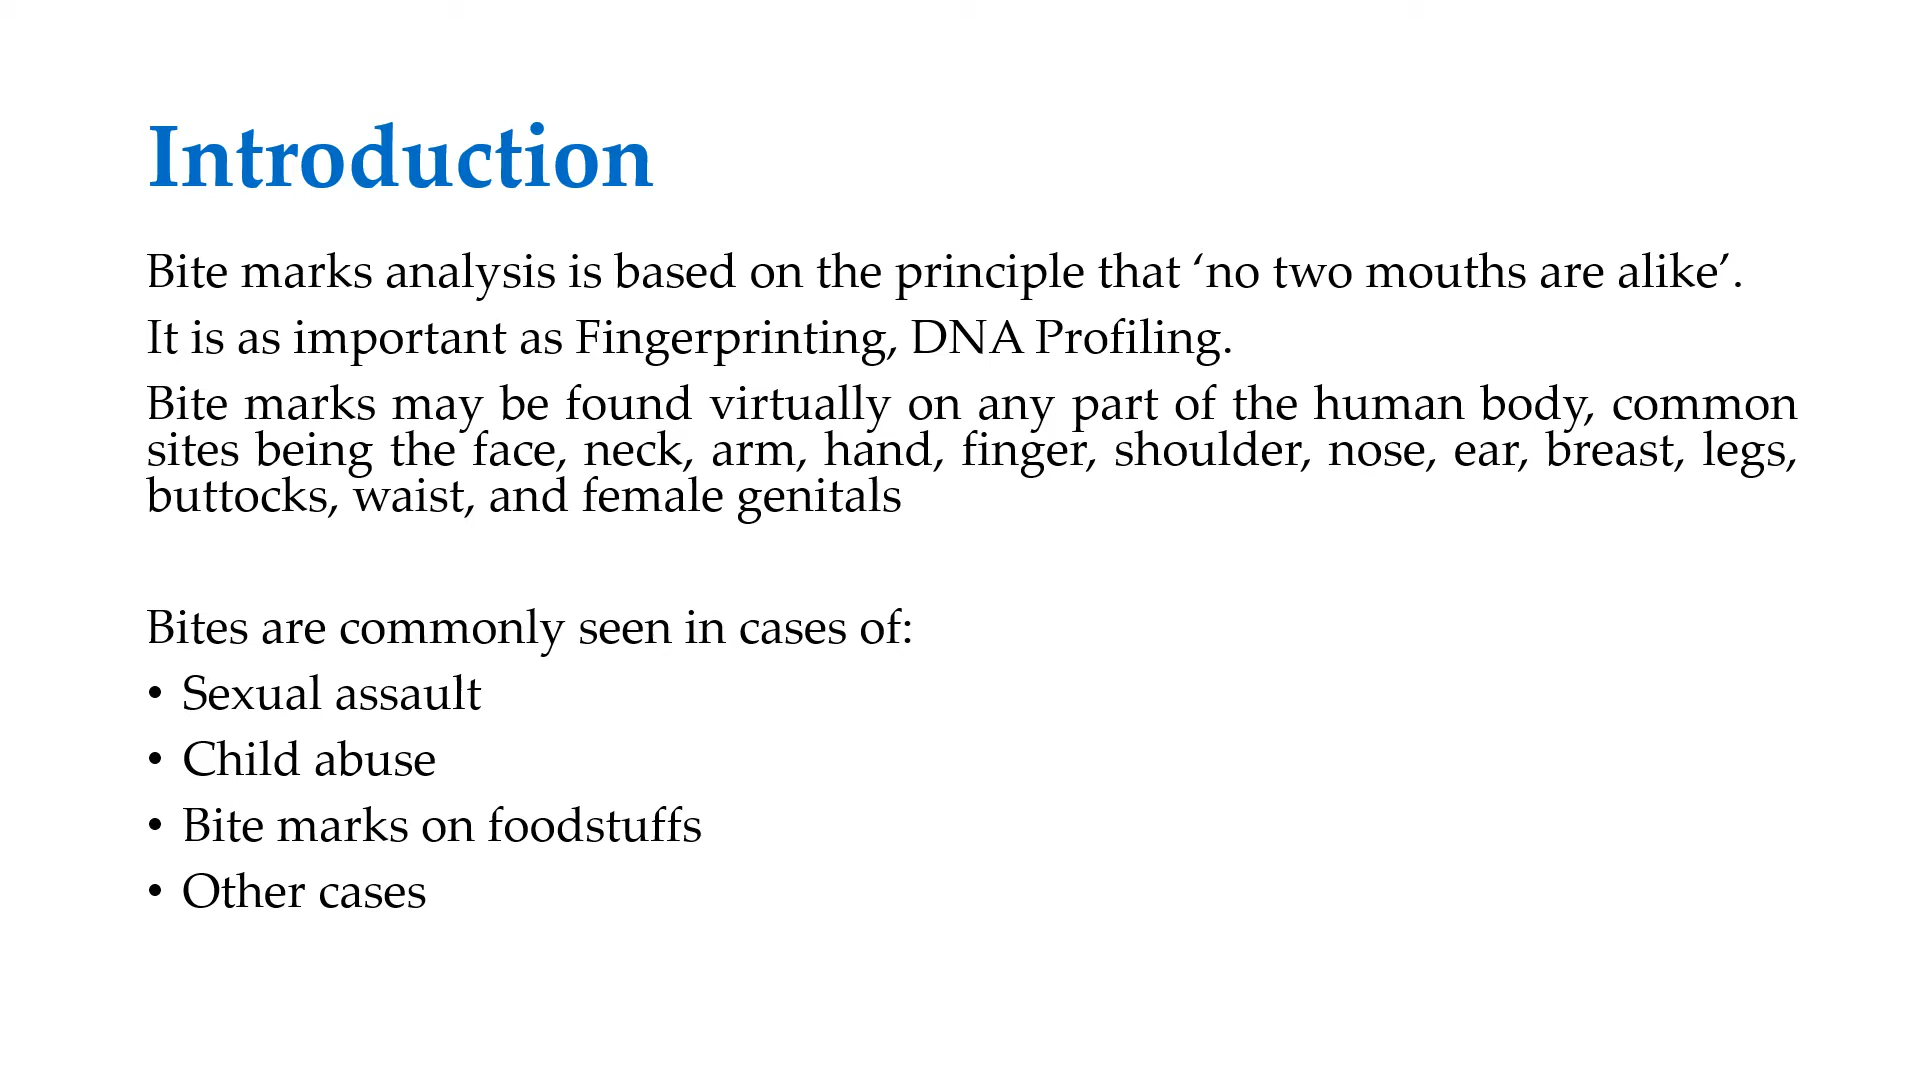 Introduction
Bite marks analysis is based on the principle that ‘no two mouths are alike’.
It is as important as Fingerprinting, DNA Profiling.
Bite marks may be found virtually on any part of the human body, common
sites being the face, neck, arm, hand, finger, shoulder, nose, ear, breast, legs,
buttocks, waist, and female genitals
Bites are commonly seen in cases of:
• Sexual assault
• Child abuse
• Bite marks on foodstuffs
• Other cases